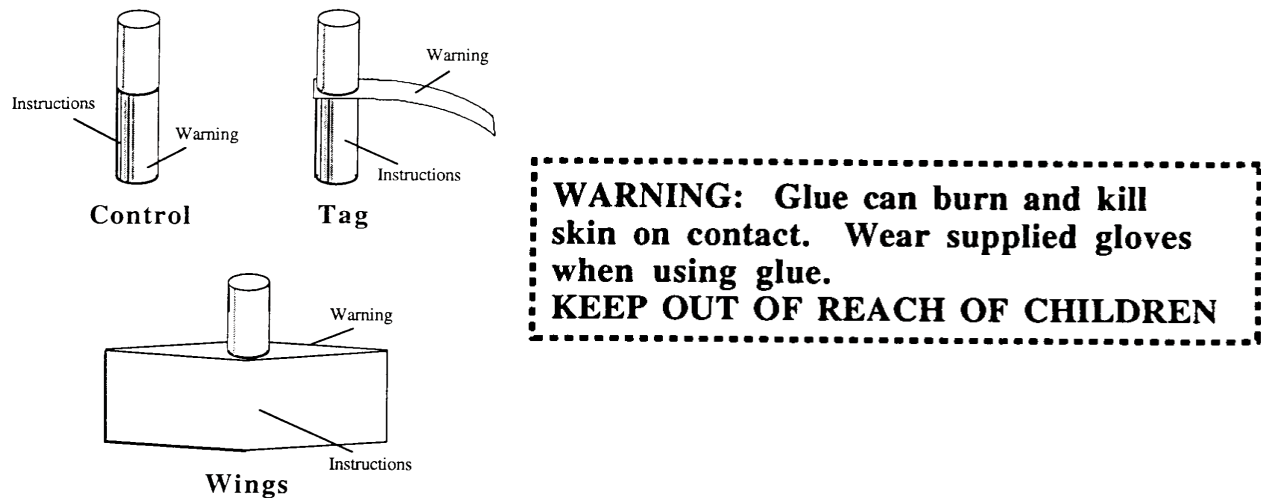 Warning
Instructions
Warning
Instructions
Control
Tag
WARNING: Glue can burn and kill
skin on contact. Wear supplied gloves
when using glue.
KEEP OUT OF REACH OF CHILDREN
Warning
Instructions
Wings